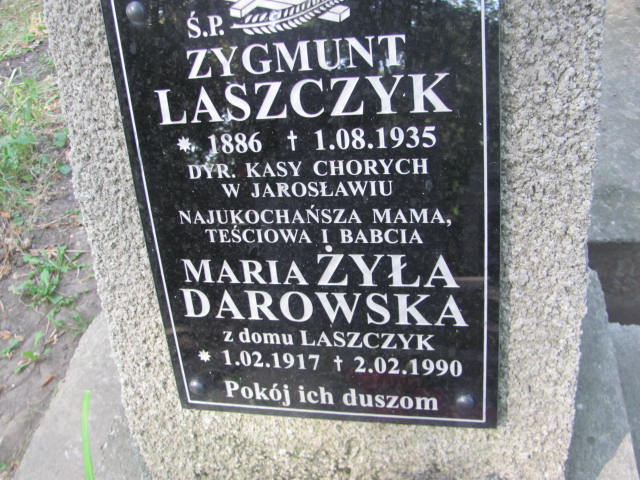 Ś.P.
ZYGMUNT
LASZCZYK
* 1886 † 1.08.1935
DYR. KASY CHORYCH
W JAROSŁAWIU
NAJUKOCHAŃSZA MAMA,
TEŚCIOWA I BABCIA
MARIA ŻYŁA
DAROWSKA
z domu LASZCZYK
* 1.02.1917 † 2.02.1990
Pokój ich duszom